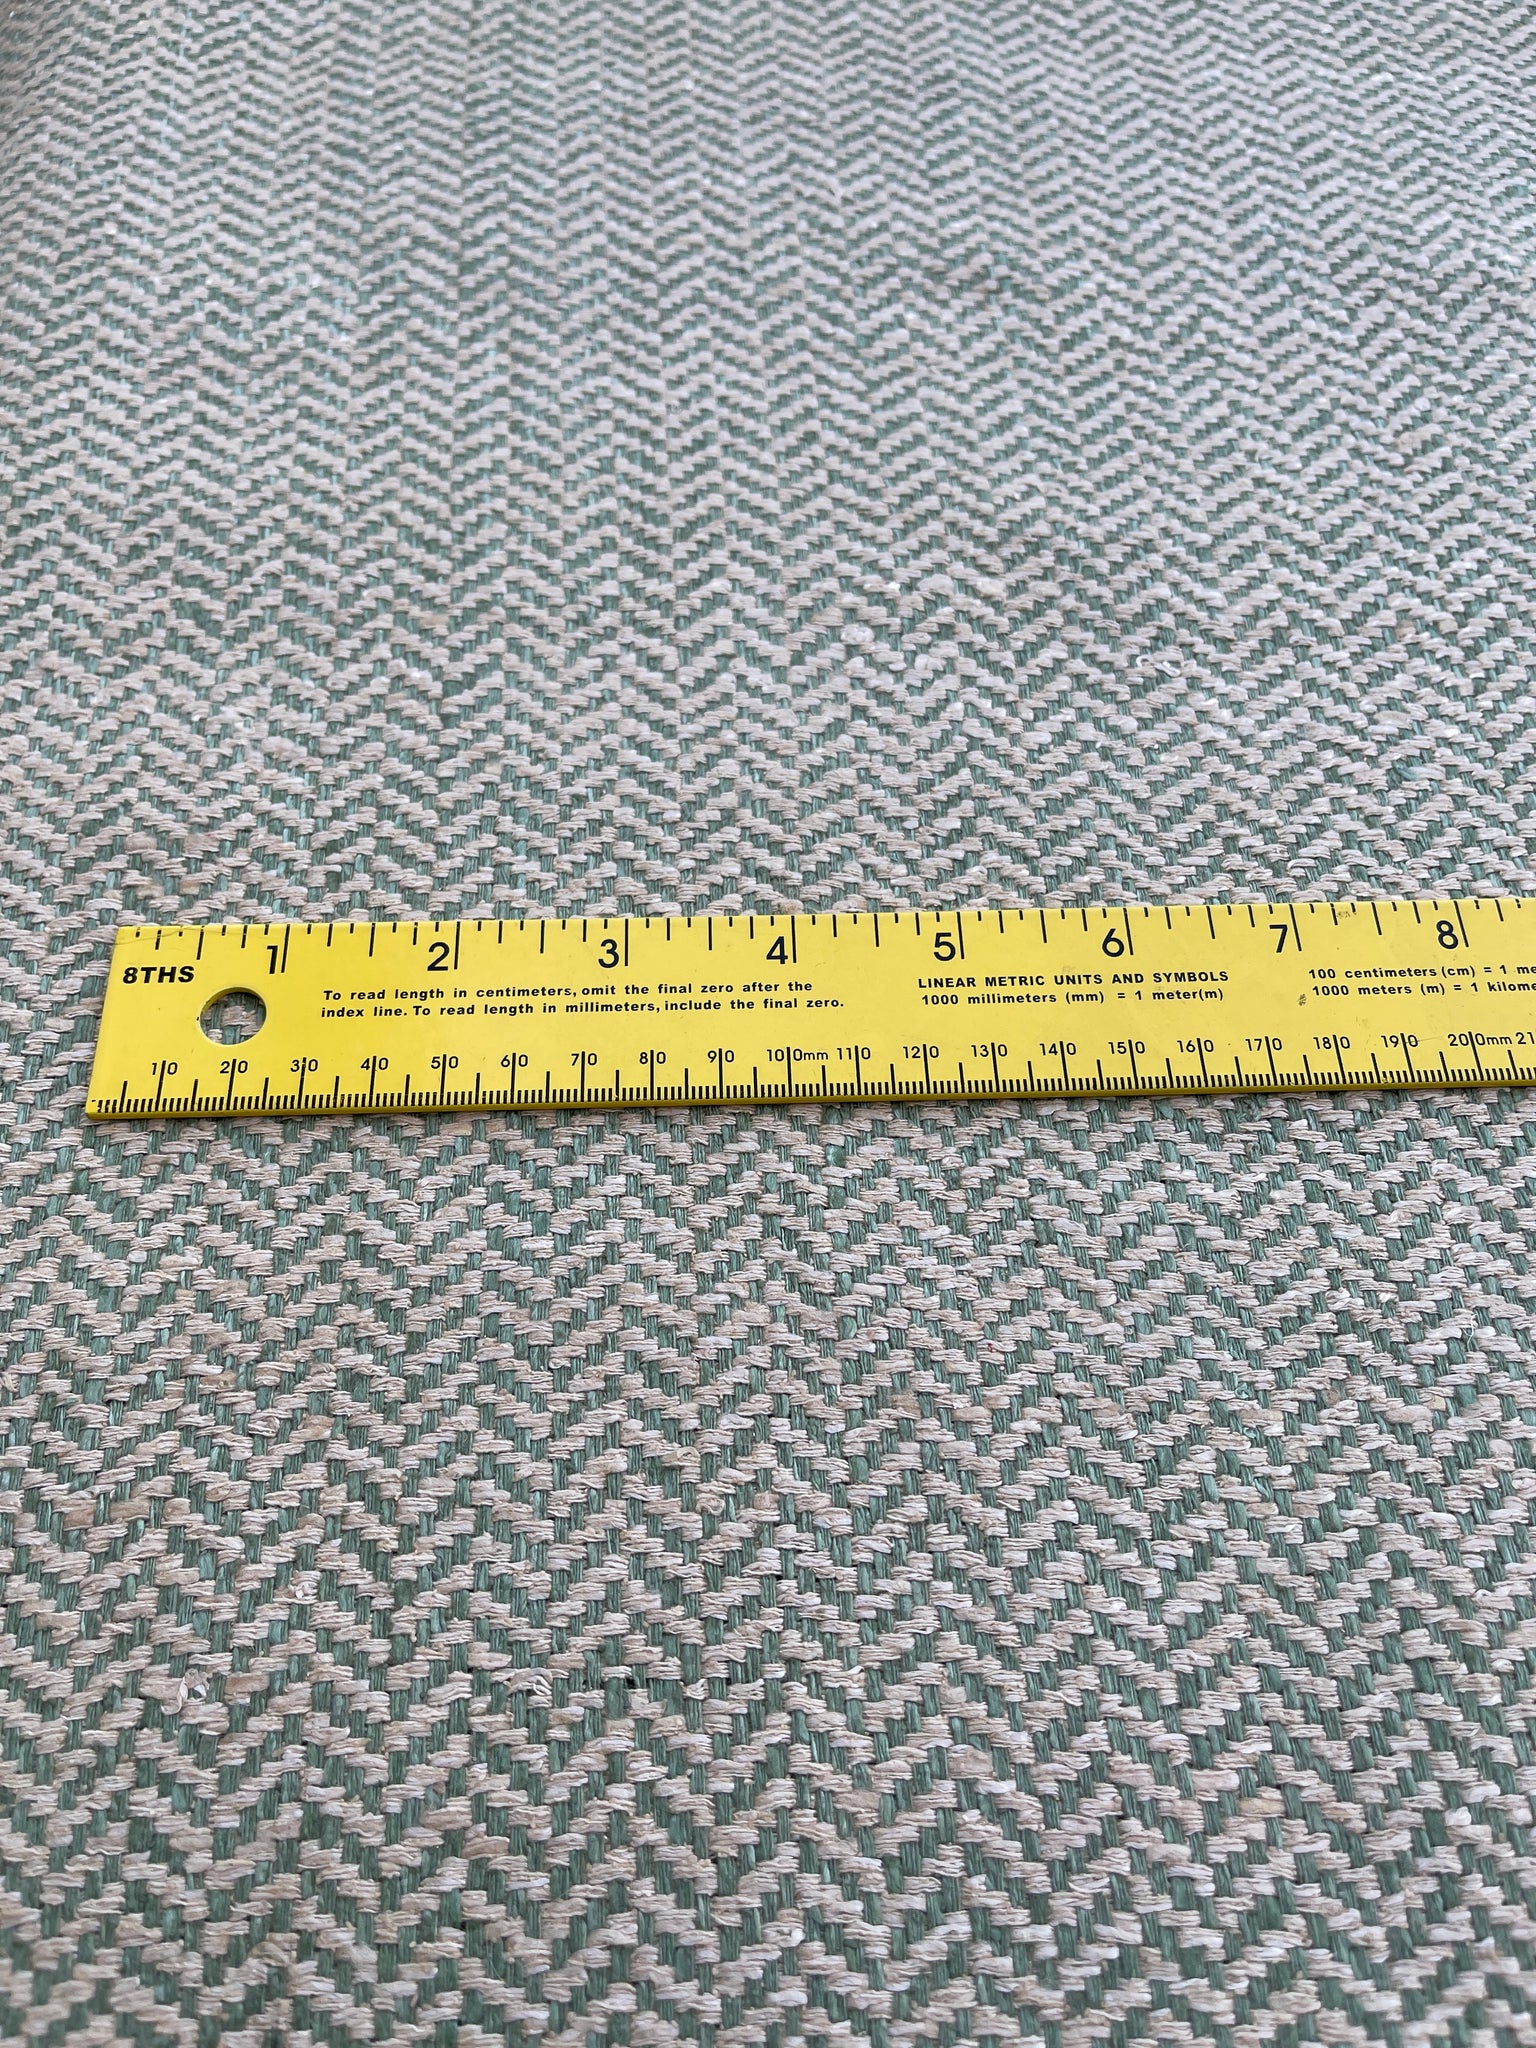 1 2 3 4 5 6 7 8
8THS
To read length in centimeters, omit the final zero after the
index line. To read length in millimeters, include the final zero.
LINEAR METRIC UNITS AND SYMBOLS
1000 millimeters (mm) = 1 meter(m)
100 centimeters (cm) = 1 me
1000 meters (m) = 1 kilome
10 20 30 40 50 60 70 80 90 100mm 110 120 130 140 150 160 170 180 190 200mm 21